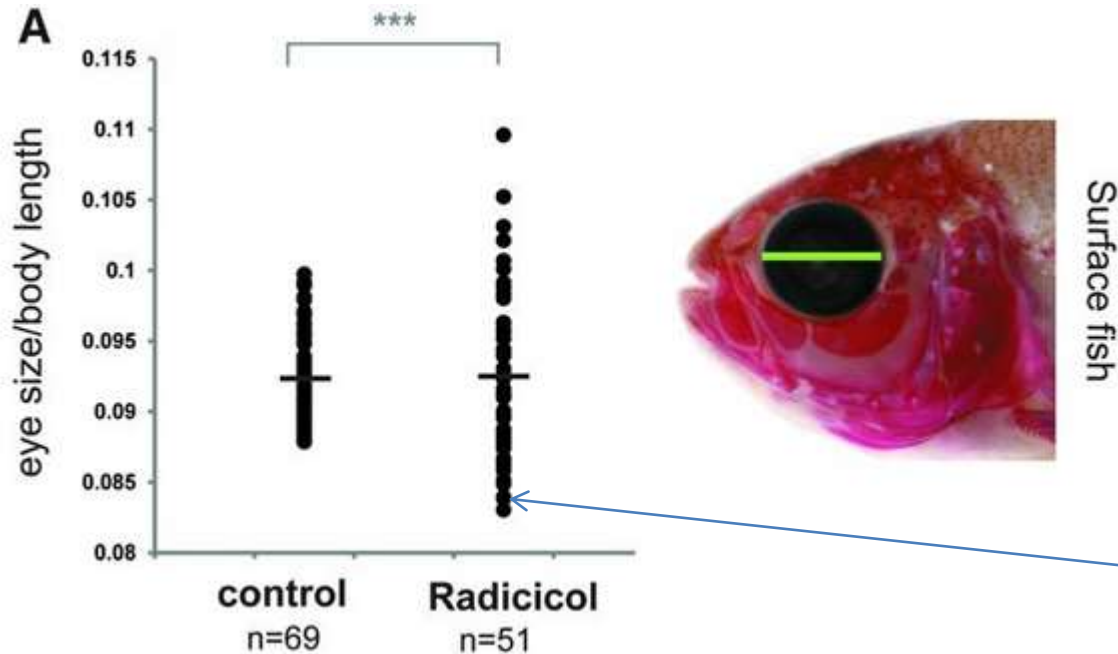 A
***
0.115
0.11
0.105
0.1
0.095
0.09
0.085
0.08
eye size/body length
control
n=69
Radicicol
n=51
Surface fish